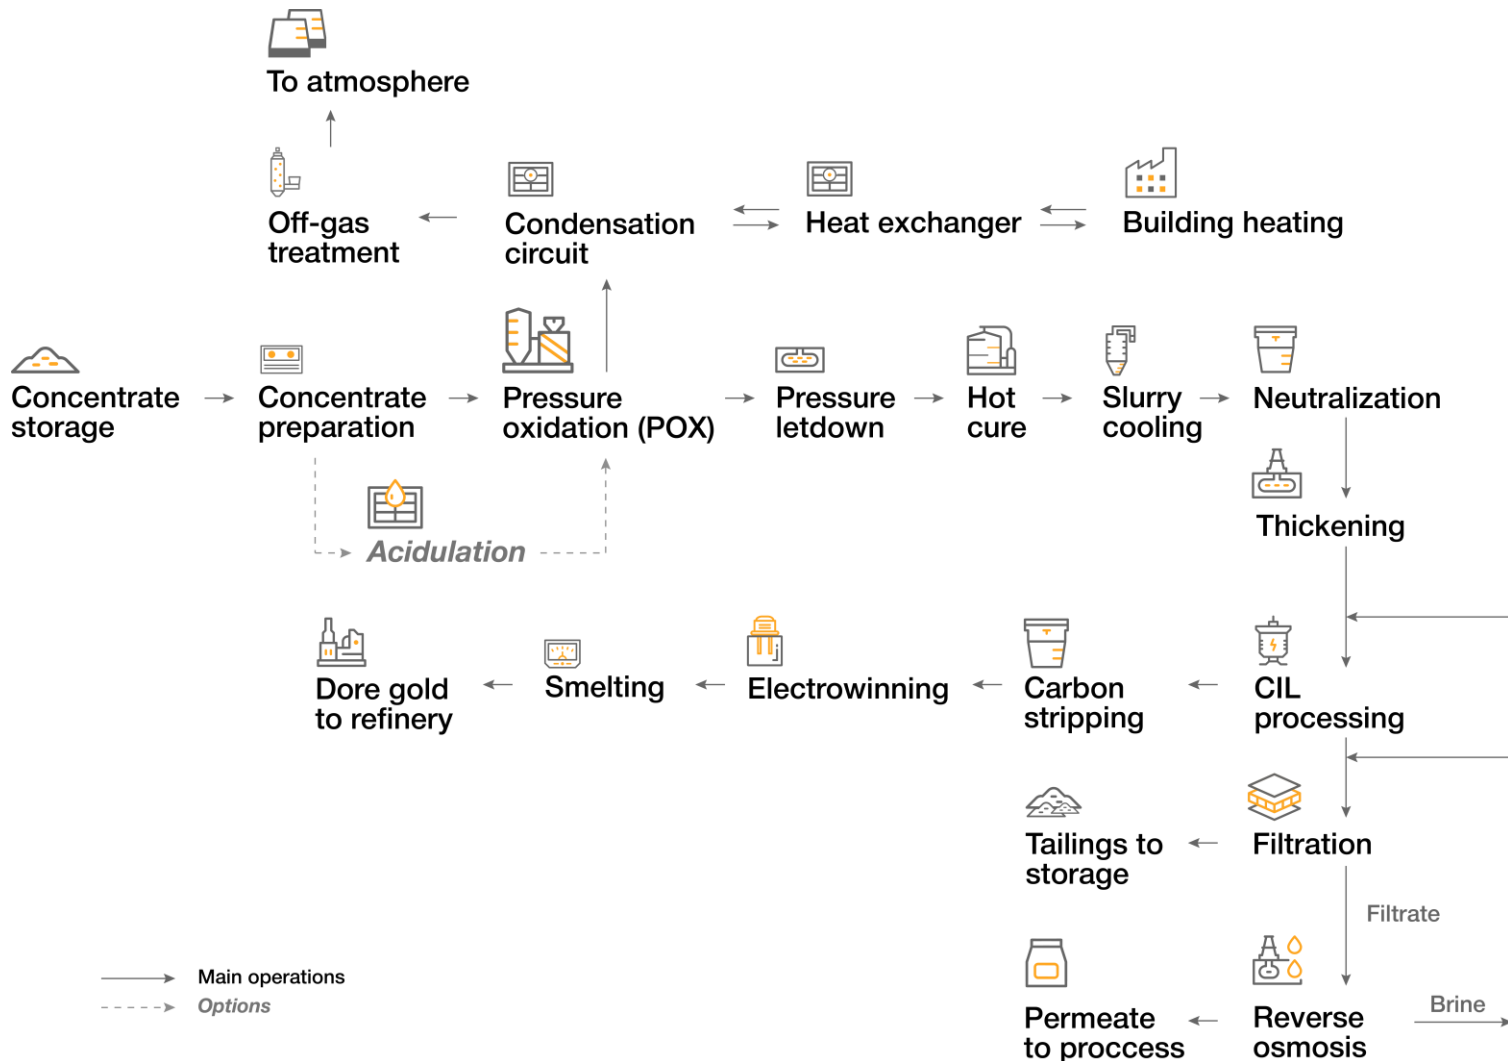 To atmosphere
Off-gas
treatment
Condensation
circuit
Heat exchanger
Building heating
Concentrate
storage
Concentrate
preparation
Pressure
oxidation (POX)
Pressure
letdown
Hot
cure
Slurry
cooling
Neutralization
Acidulation
Thickening
Dore gold
to refinery
Smelting
Electrowinning
Carbon
stripping
CIL
processing
Tailings to
storage
Filtration
Filtrate
Main operations
Options
Permeate
to proccess
Reverse
osmosis
Brine